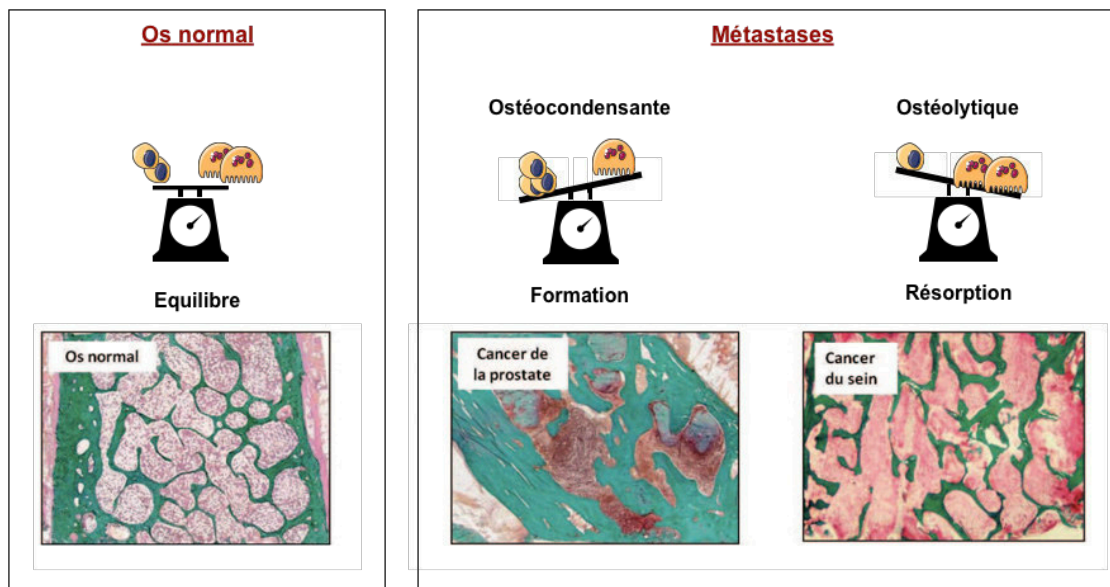 Os normal
Equilibre
Os normal
Métastases
Ostéocondensante
Ostéolytique
Formation
Résorption
Cancer de
la prostate
Cancer
du sein